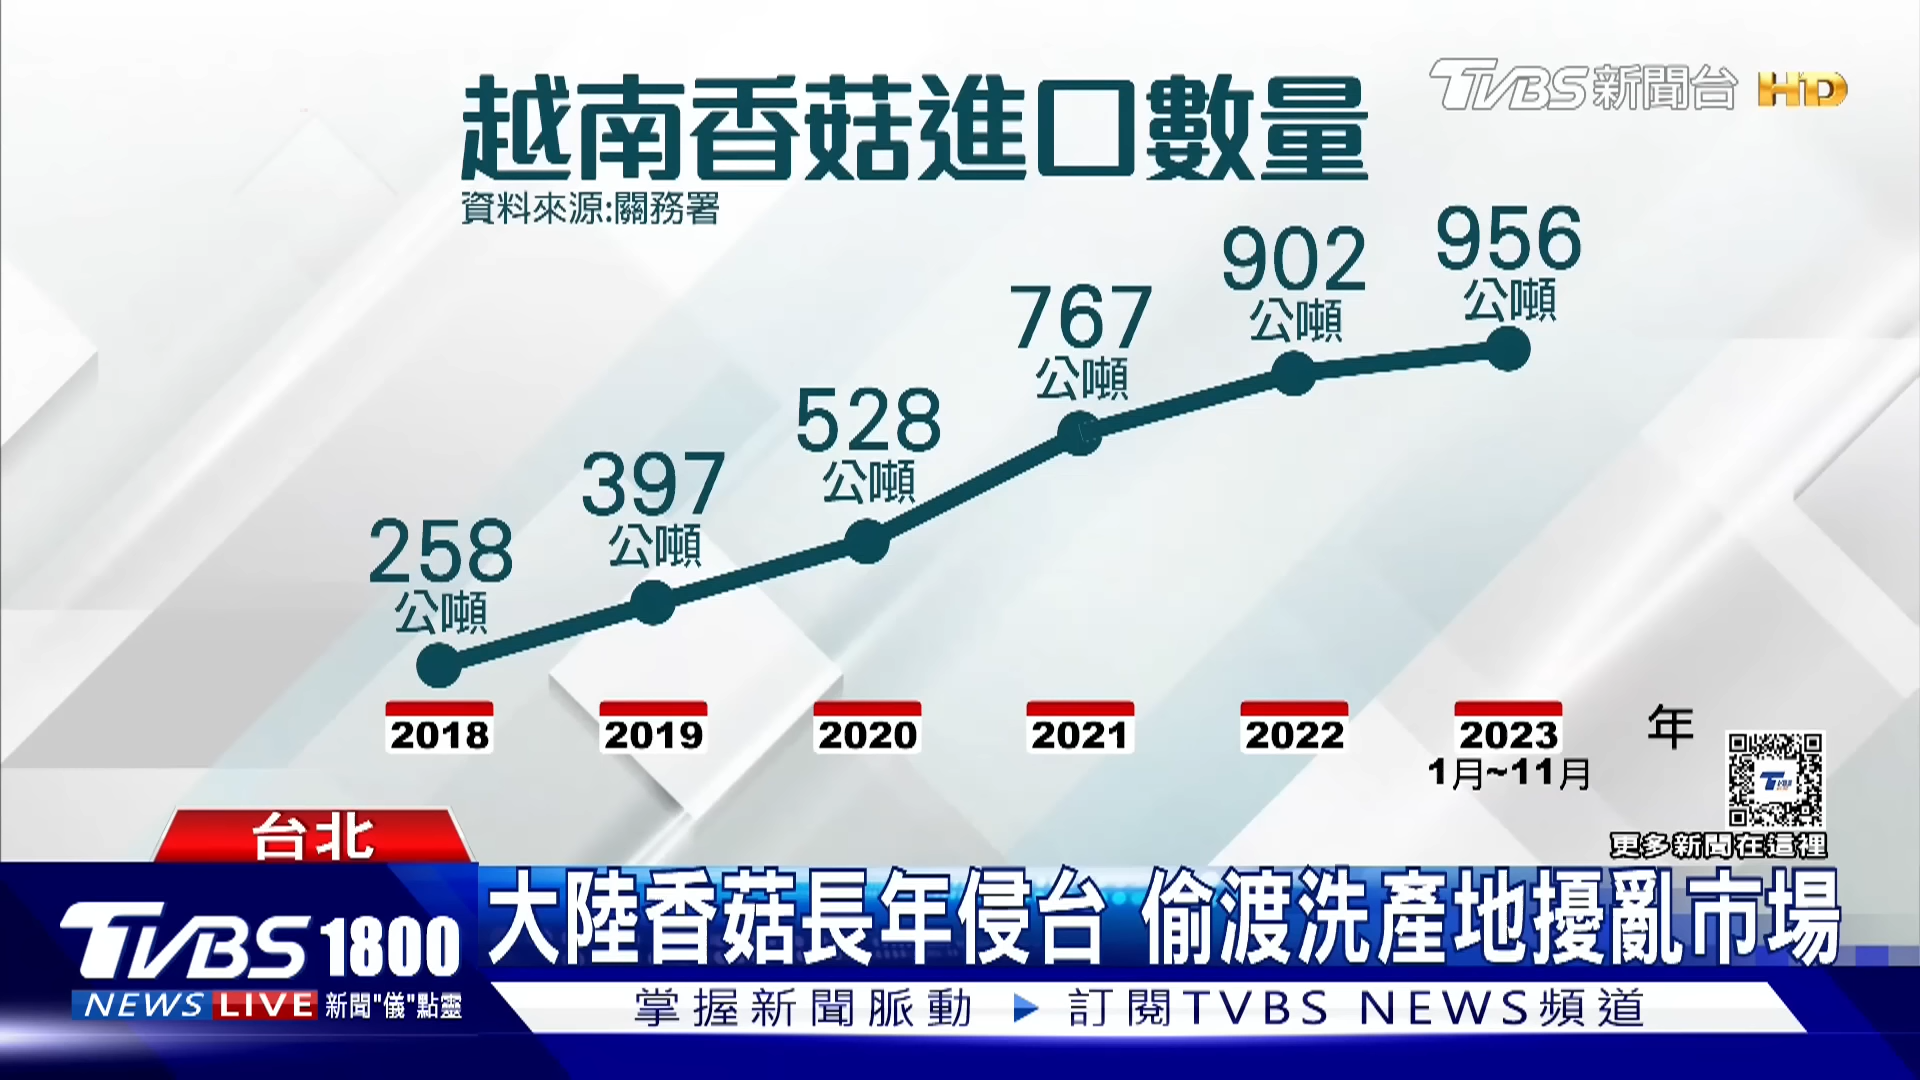 越南香菇進口數量
TVBS新聞台 HD
資料來源:關務署
258
公噸
397
公噸
528
公噸
767
公噸
902
公噸
956
公噸
2018
2019
2020
2021
2022
2023
年
1月~11月
更多新聞在這裡
台北
大陸香菇長年侵台 偷渡洗產地擾亂市場
TVBS 1800
NEWS LIVE 新聞"儀"點靈
掌握新聞脈動 ▶ 訂閱TVBS NEWS頻道